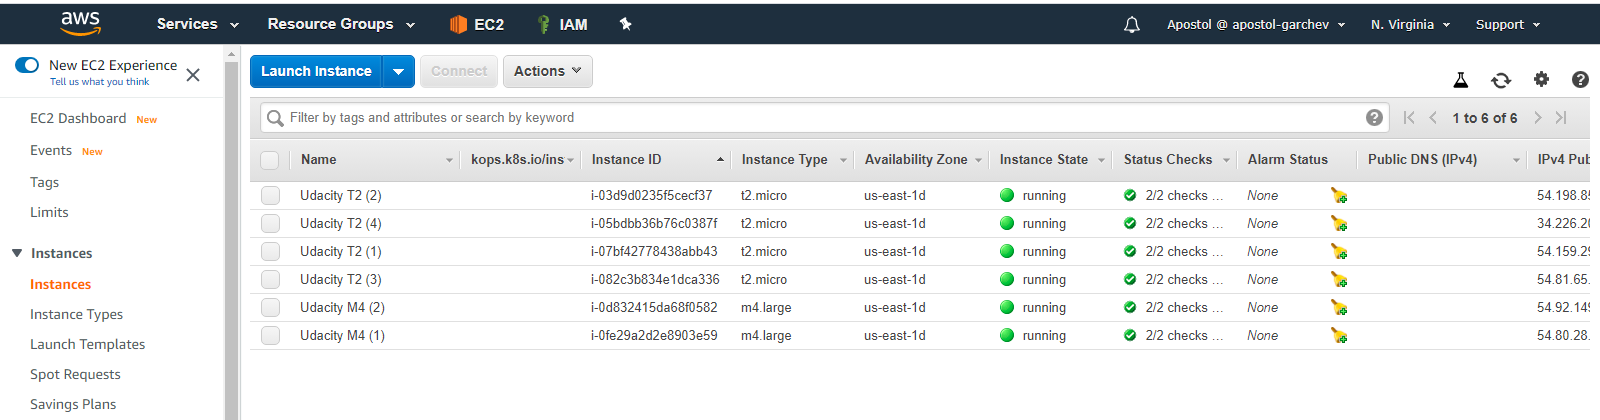 aws Services Resource Groups EC2 IAM Apostol @ apostol-garchev N. Virginia Support
New EC2 Experience
Tell us what you think
EC2 Dashboard New
Events New
Tags
Limits
Instances
Instances
Instance Types
Launch Templates
Spot Requests
Savings Plans
Launch Instance Connect Actions
Filter by tags and attributes or search by keyword 1 to 6 of 6
Name kops.k8s.io/ins Instance ID Instance Type Availability Zone Instance State Status Checks Alarm Status Public DNS (IPv4) IPv4 Pub
Udacity T2 (2) i-03d9d0235f5cecf37 t2.micro us-east-1d running 2/2 checks ... None 54.198.85
Udacity T2 (4) i-05bdbb36b76c0387f t2.micro us-east-1d running 2/2 checks ... None 34.226.20
Udacity T2 (1) i-07bf42778438abb43 t2.micro us-east-1d running 2/2 checks ... None 54.159.29
Udacity T2 (3) i-082c3b834e1dca336 t2.micro us-east-1d running 2/2 checks ... None 54.81.65.
Udacity M4 (2) i-0d832415da68f0582 m4.large us-east-1d running 2/2 checks ... None 54.92.149
Udacity M4 (1) i-0fe29a2d2e8903e59 m4.large us-east-1d running 2/2 checks ... None 54.80.28.